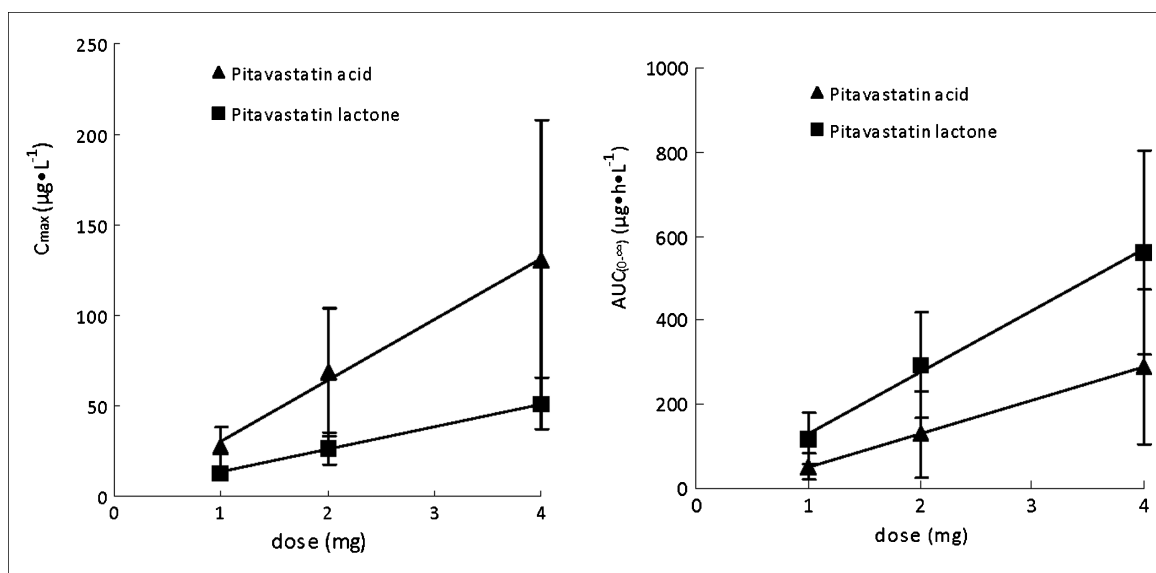 250
200
150
100
50
0
Cmax (µg•L⁻¹)
Pitavastatin acid
Pitavastatin lactone
0 1 2 3 4
dose (mg)
1000
800
600
400
200
0
AUC(0-∞) (µg•h•L⁻¹)
Pitavastatin acid
Pitavastatin lactone
0 1 2 3 4
dose (mg)